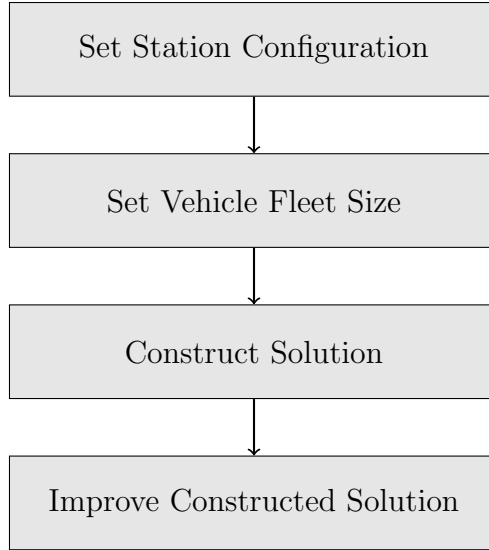 Set Station Configuration
Set Vehicle Fleet Size
Construct Solution
Improve Constructed Solution